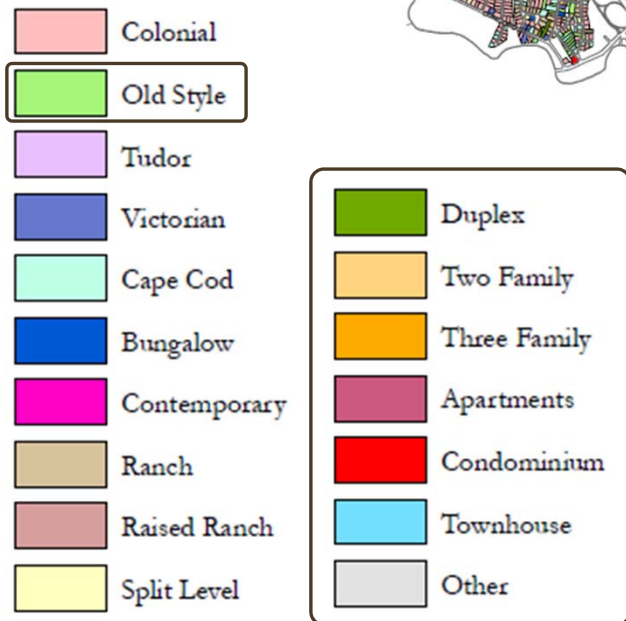 Colonial
Old Style
Tudor
Victorian
Cape Cod
Bungalow
Contemporary
Ranch
Raised Ranch
Split Level
Duplex
Two Family
Three Family
Apartments
Condominium
Townhouse
Other